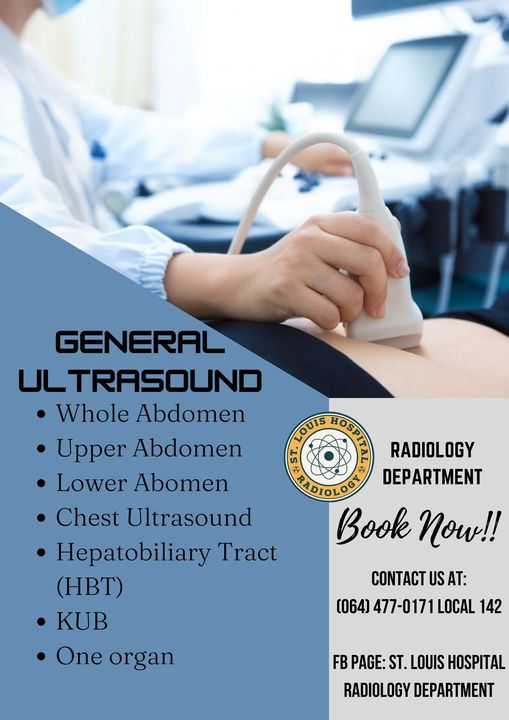 GENERAL
ULTRASOUND
• Whole Abdomen
• Upper Abdomen
• Lower Abomen
• Chest Ultrasound
• Hepatobiliary Tract
(HBT)
• KUB
• One organ
ST. LOUIS HOSPITAL
RADIOLOGY
RADIOLOGY
DEPARTMENT
Book Now!!
CONTACT US AT:
(064) 477-0171 LOCAL 142
FB PAGE: ST. LOUIS HOSPITAL
RADIOLOGY DEPARTMENT